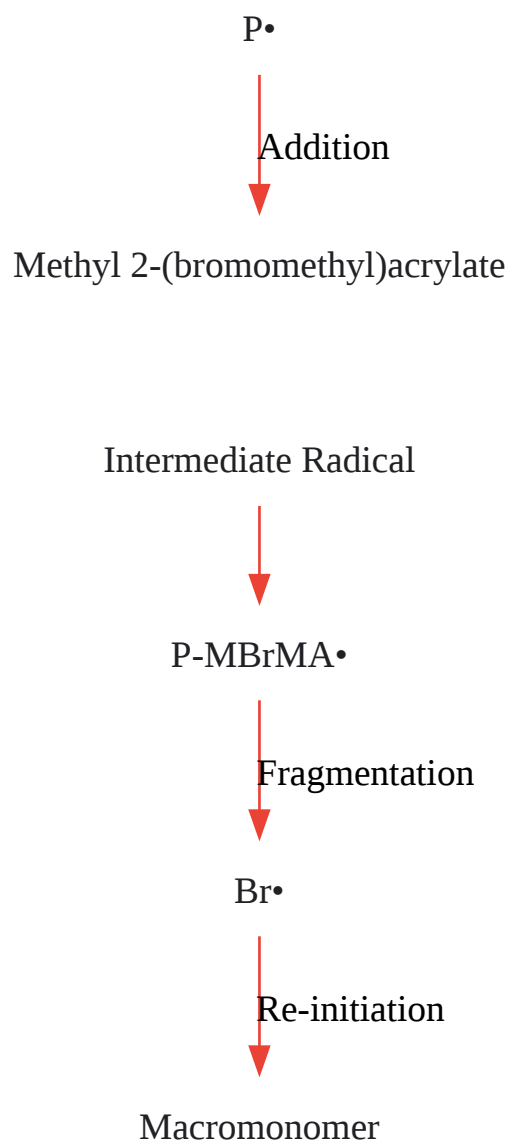 P•
Addition
Methyl 2-(bromomethyl)acrylate
Intermediate Radical
P-MBrMA•
Fragmentation
Br•
Re-initiation
Macromonomer